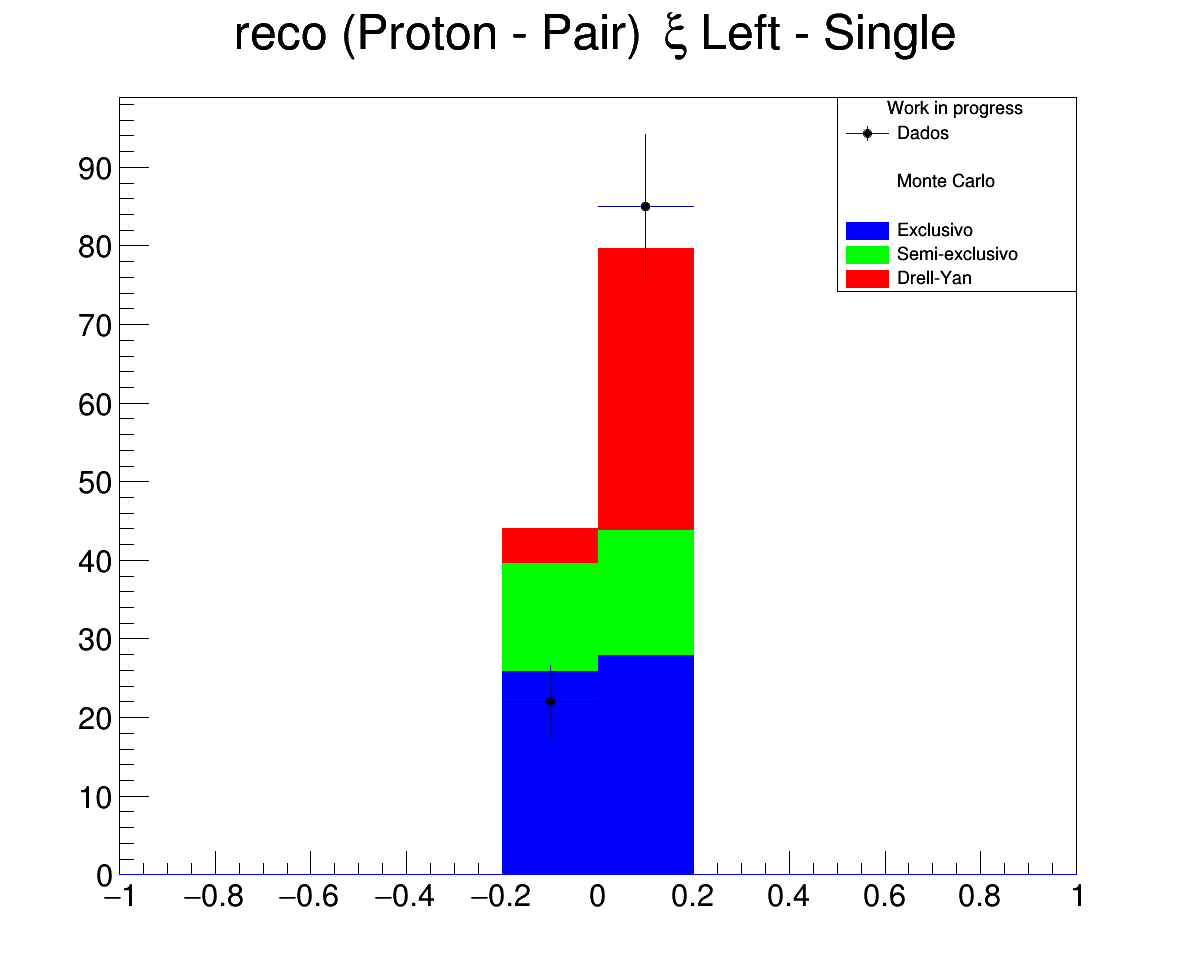 reco (Proton - Pair) ξ Left - Single
Work in progress
Dados
Monte Carlo
Exclusivo
Semi-exclusivo
Drell-Yan
90
80
70
60
50
40
30
20
10
0
−1 −0.8 −0.6 −0.4 −0.2 0 0.2 0.4 0.6 0.8 1